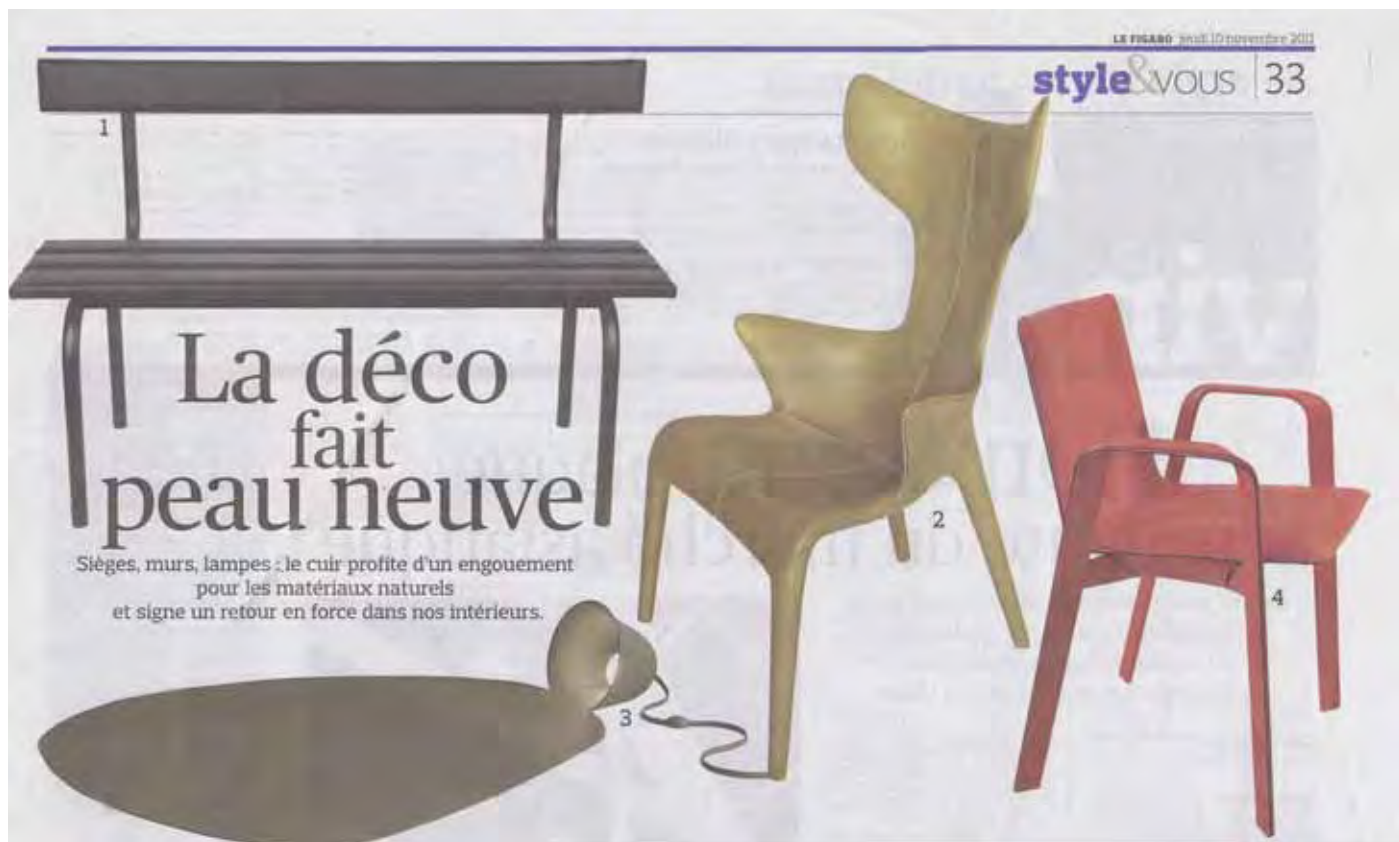 LE FIGARO jeudi 10 novembre 2011
style&VOUS | 33
1
La déco
fait
peau neuve
Sièges, murs, lampes : le cuir profite d'un engouement
pour les matériaux naturels
et signe un retour en force dans nos intérieurs.
2
3
4